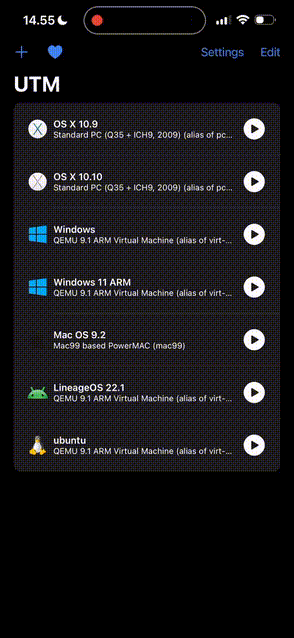 14.55
Settings Edit
UTM
OS X 10.9
Standard PC (Q35 + ICH9, 2009) (alias of pc...
OS X 10.10
Standard PC (Q35 + ICH9, 2009) (alias of pc...
Windows
QEMU 9.1 ARM Virtual Machine (alias of virt-...
Windows 11 ARM
QEMU 9.1 ARM Virtual Machine (alias of virt-...
Mac OS 9.2
Mac99 based PowerMAC (mac99)
LineageOS 22.1
QEMU 9.1 ARM Virtual Machine (alias of virt-...
ubuntu
QEMU 9.1 ARM Virtual Machine (alias of virt-...